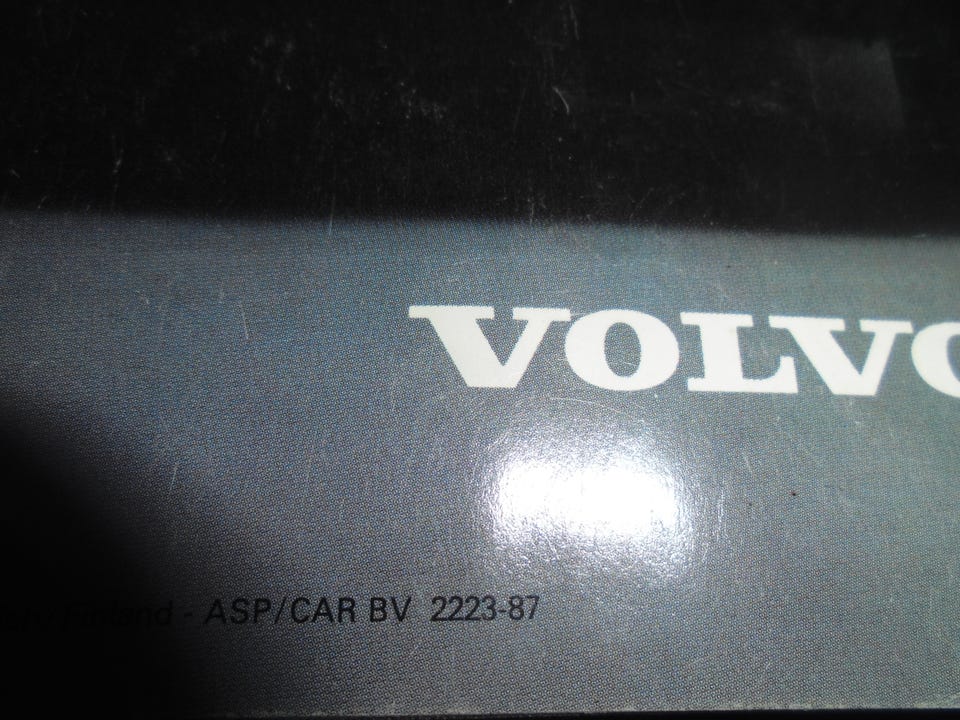 VOLVO
Finland - ASP/CAR BV 2223-87